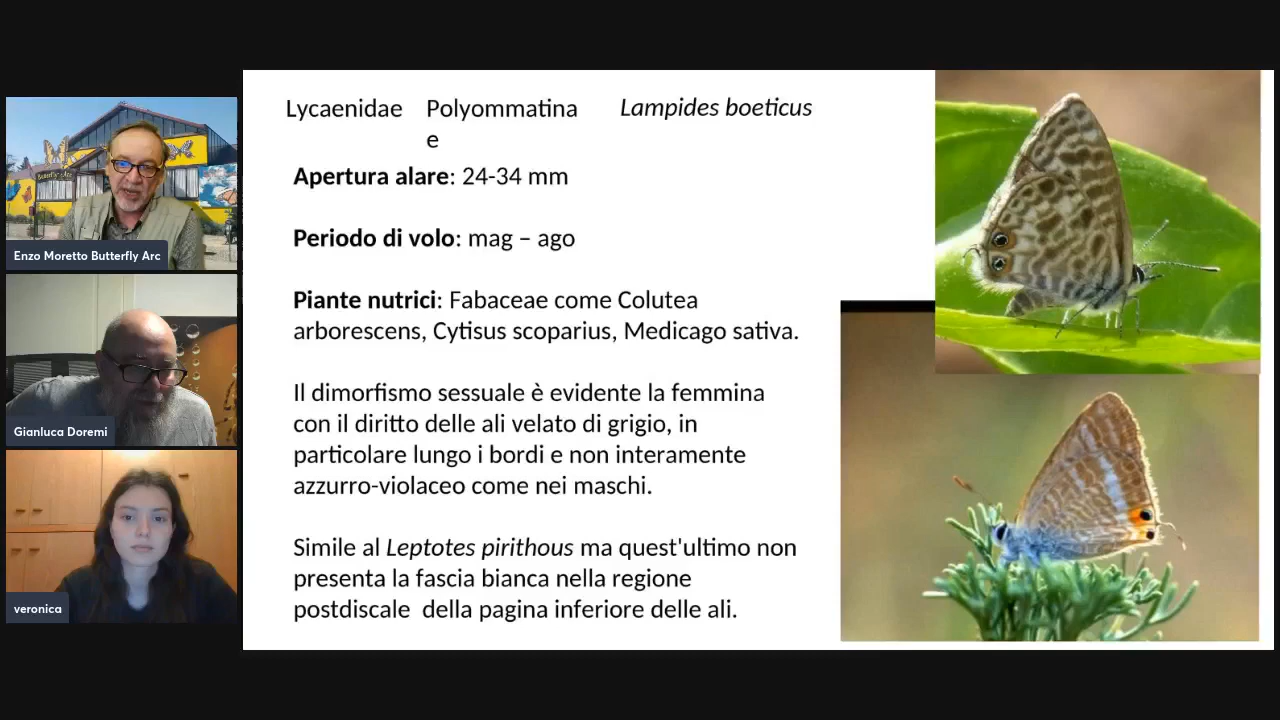 Lycaenidae Polyommatina Lampides boeticus
e
Apertura alare: 24-34 mm
Periodo di volo: mag – ago
Piante nutrici: Fabaceae come Colutea
arborescens, Cytisus scoparius, Medicago sativa.
Il dimorfismo sessuale è evidente la femmina
con il diritto delle ali velato di grigio, in
particolare lungo i bordi e non interamente
azzurro-violaceo come nei maschi.
Simile al Leptotes pirithous ma quest'ultimo non
presenta la fascia bianca nella regione
postdiscale della pagina inferiore delle ali.
Butterfly Arc
Enzo Moretto Butterfly Arc
Gianluca Doremi
veronica